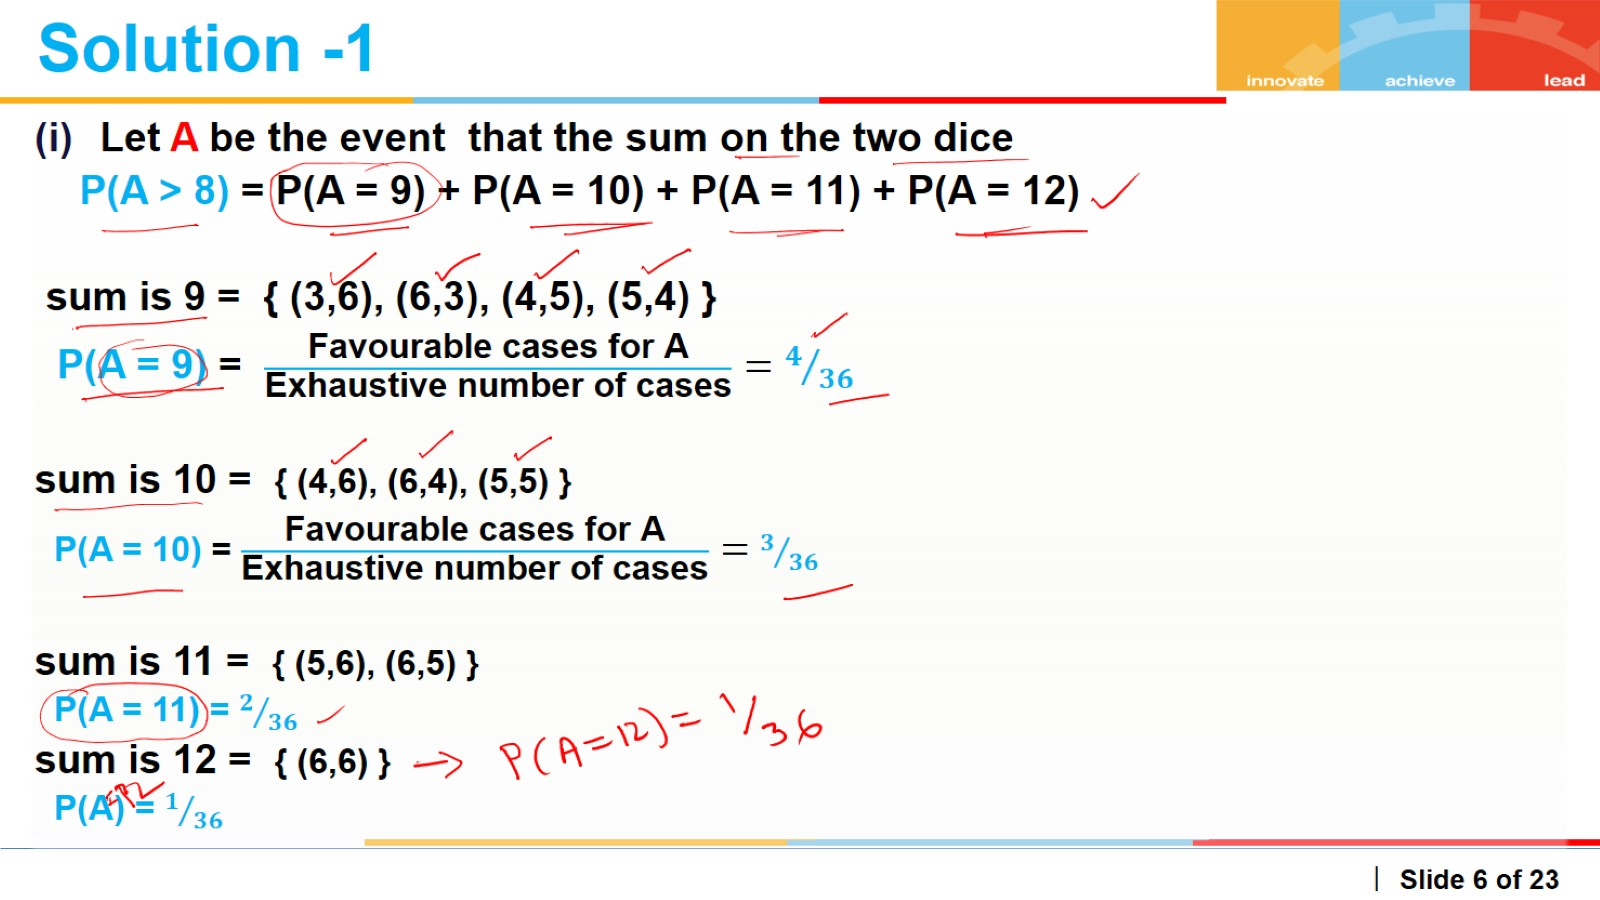 Solution -1
innovate achieve lead
(i) Let A be the event that the sum on the two dice
P(A > 8) = P(A = 9) + P(A = 10) + P(A = 11) + P(A = 12)
sum is 9 = { (3,6), (6,3), (4,5), (5,4) }
P(A = 9) = Favourable cases for A / Exhaustive number of cases = 4/36
sum is 10 = { (4,6), (6,4), (5,5) }
P(A = 10) = Favourable cases for A / Exhaustive number of cases = 3/36
sum is 11 = { (5,6), (6,5) }
P(A = 11) = 2/36
sum is 12 = { (6,6) } → P(A=12) = 1/36
P(A) = 1/36
Slide 6 of 23